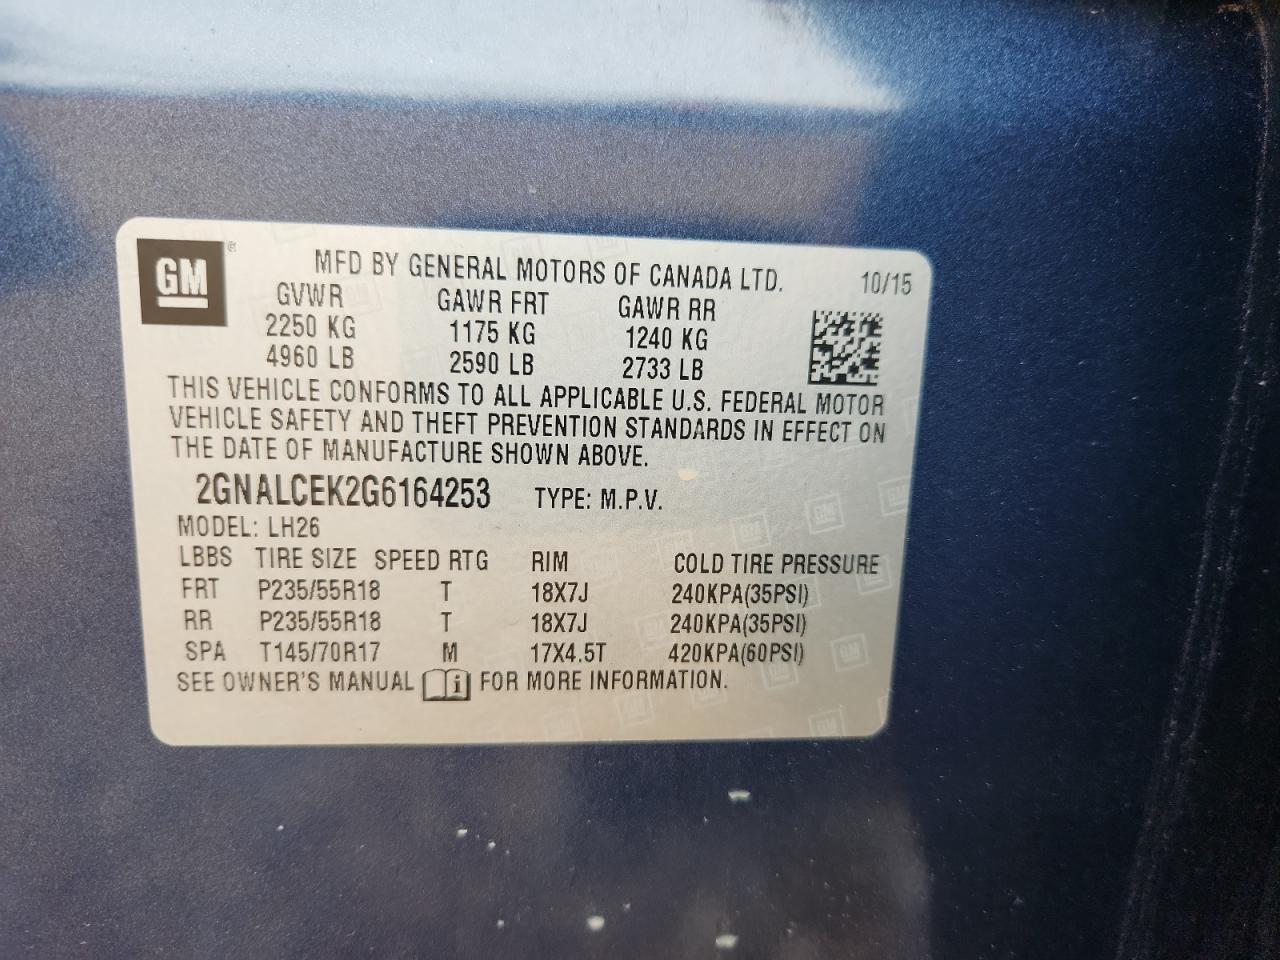 GM ®
MFD BY GENERAL MOTORS OF CANADA LTD. 10/15
GVWR GAWR FRT GAWR RR
2250 KG 1175 KG 1240 KG
4960 LB 2590 LB 2733 LB
THIS VEHICLE CONFORMS TO ALL APPLICABLE U.S. FEDERAL MOTOR
VEHICLE SAFETY AND THEFT PREVENTION STANDARDS IN EFFECT ON
THE DATE OF MANUFACTURE SHOWN ABOVE.
2GNALCEK2G6164253 TYPE: M.P.V.
MODEL: LH26
LBBS TIRE SIZE SPEED RTG RIM COLD TIRE PRESSURE
FRT P235/55R18 T 18X7J 240KPA(35PSI)
RR P235/55R18 T 18X7J 240KPA(35PSI)
SPA T145/70R17 M 17X4.5T 420KPA(60PSI)
SEE OWNER'S MANUAL i FOR MORE INFORMATION.